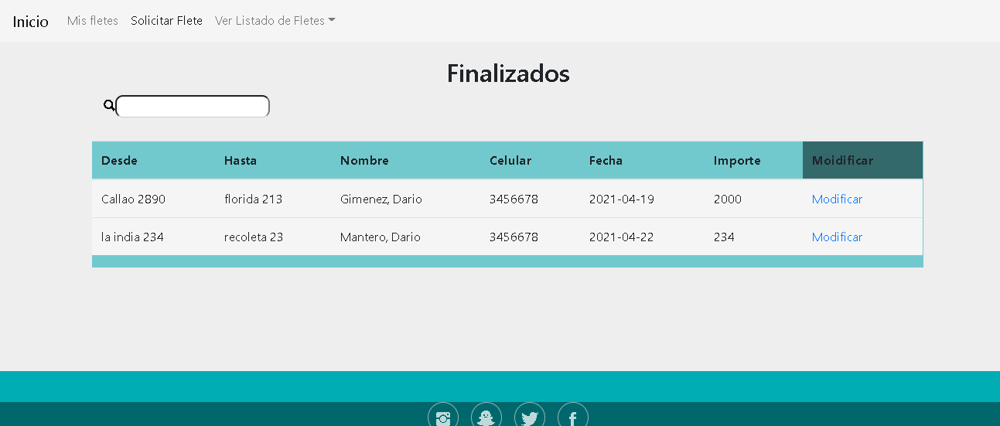 Inicio Mis fletes Solicitar Flete Ver Listado de Fletes
Finalizados
Desde Hasta Nombre Celular Fecha Importe Moidificar
Callao 2890 florida 213 Gimenez, Dario 3456678 2021-04-19 2000 Modificar
la india 234 recoleta 23 Mantero, Dario 3456678 2021-04-22 234 Modificar